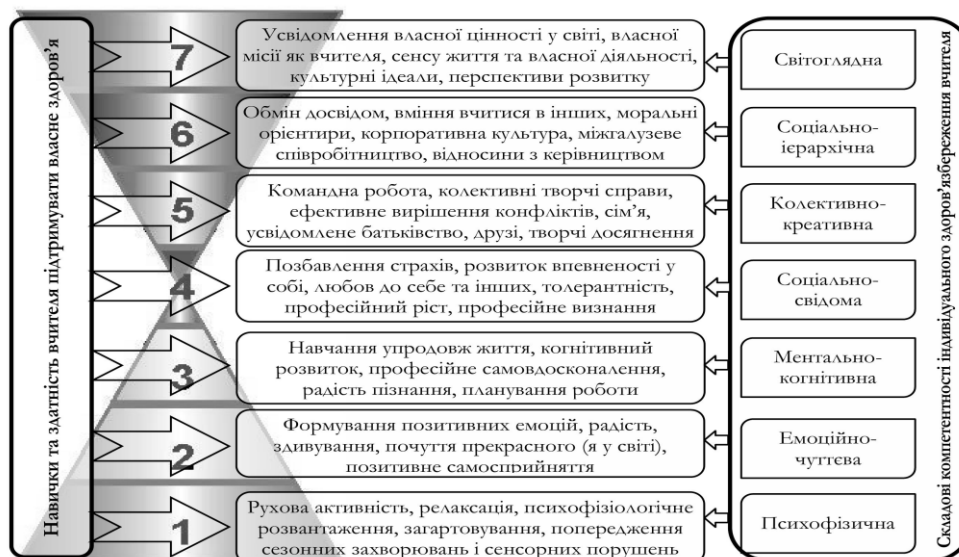 Навички та здатність вчителя підтримувати власне здоров'я
7
Усвідомлення власної цінності у світі, власної
місії як вчителя, сенсу життя та власної діяльності,
культурні ідеали, перспективи розвитку
Світоглядна
6
Обмін досвідом, вміння вчитися в інших, моральні
орієнтири, корпоративна культура, міжгалузеве
співробітництво, відносини з керівництвом
Соціально-
ієрархічна
5
Командна робота, колективні творчі справи,
ефективне вирішення конфліктів, сім'я,
усвідомлене батьківство, друзі, творчі досягнення
Колективно-
креативна
4
Позбавлення страхів, розвиток впевненості у
собі, любов до себе та інших, толерантність,
професійний ріст, професійне визнання
Соціально-
свідома
3
Навчання упродовж життя, когнітивний
розвиток, професійне самовдосконалення,
радість пізнання, планування роботи
Ментально-
когнітивна
2
Формування позитивних емоцій, радість,
здивування, почуття прекрасного (я у світі),
позитивне самосприйняття
Емоційно-
чуттєва
1
Рухова активність, релаксація, психофізіологічне
розвантаження, загартовування, попередження
сезонних захворювань і сенсорних порушень
Психофізична
Складові компетентності індивідуального здоров'язбереження вчителя